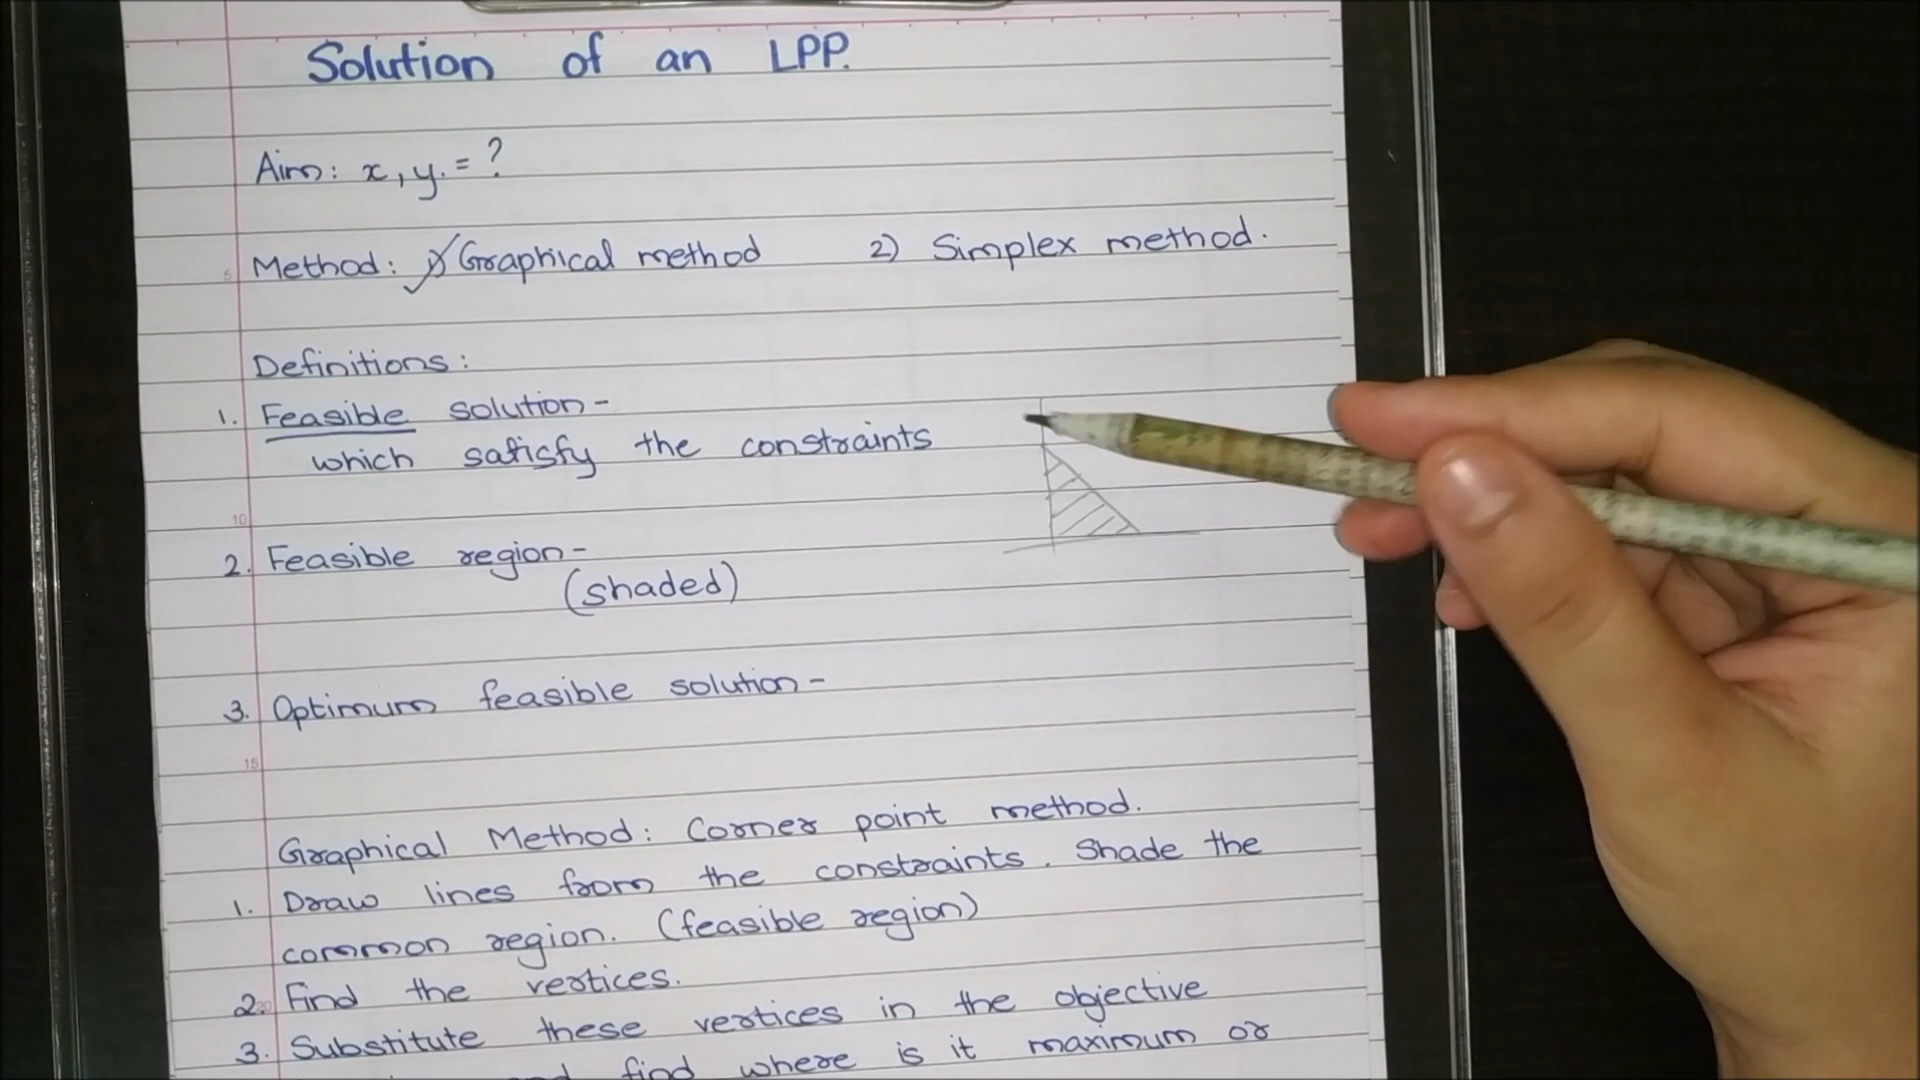 Solution of an LPP.
Aim: x, y. = ?
Method: 1) Graphical method 2) Simplex method.
5
Definitions:
1. Feasible solution -
which satisfy the constraints
10
2. Feasible region -
(shaded)
3. Optimum feasible solution -
15
Graphical Method: Corner point method.
1. Draw lines from the constraints. Shade the
common region. (feasible region)
2. Find the vertices.
3. Substitute these vertices in the objective
find where is it maximum or